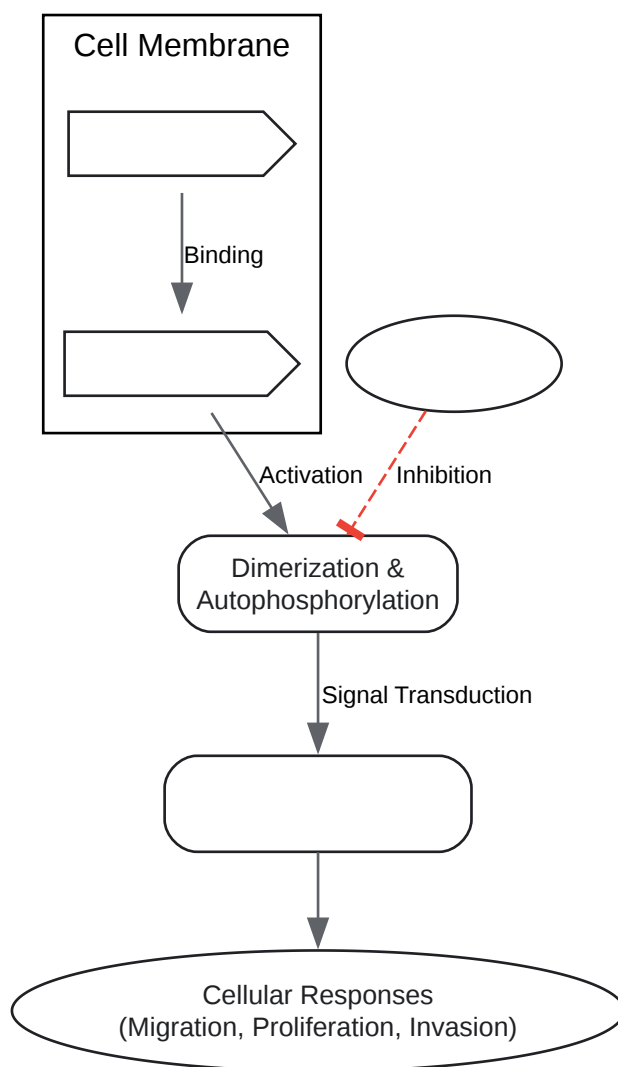 Cell Membrane
Binding
Activation
Inhibition
Dimerization &
Autophosphorylation
Signal Transduction
Cellular Responses
(Migration, Proliferation, Invasion)